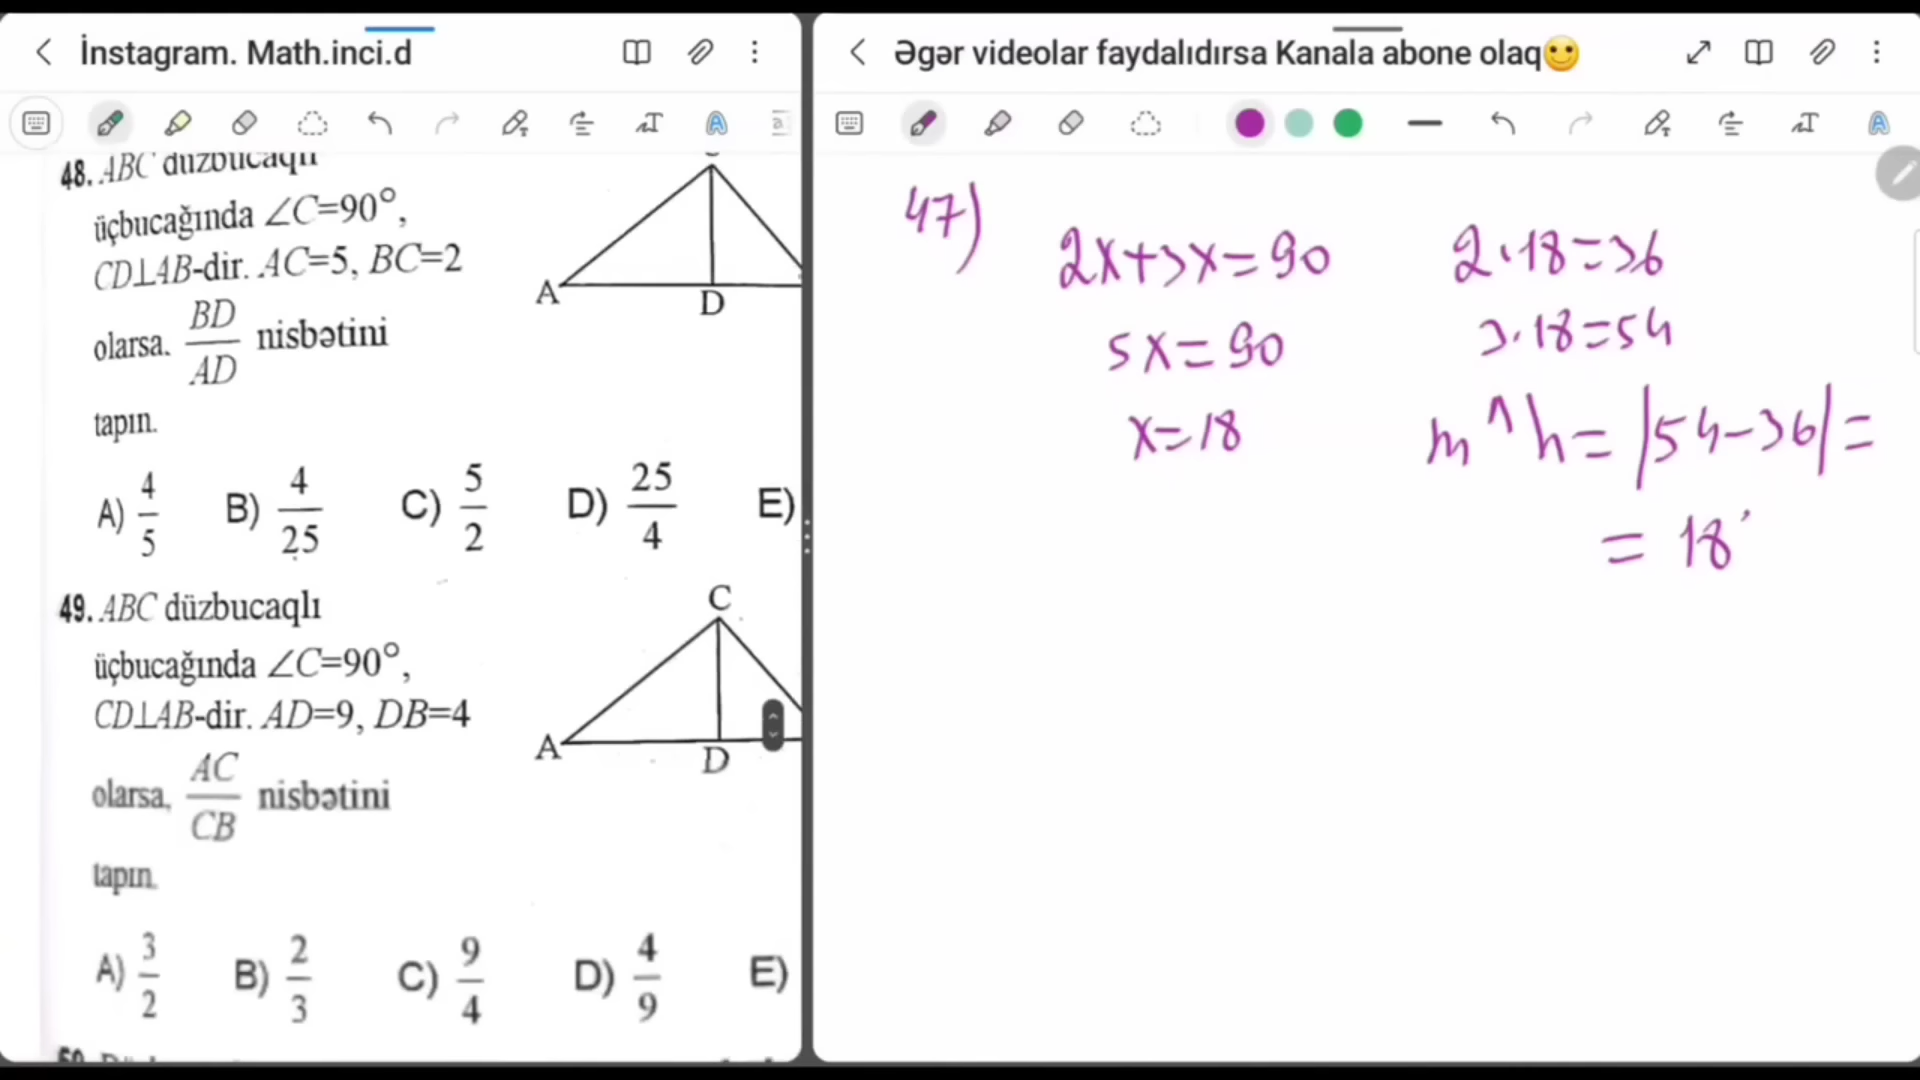 İnstagram. Math.inci.d
Əgər videolar faydalıdırsa Kanala abone olaq🙂
48. ABC düzbucaqlı
üçbucağında ∠C=90°,
CD⊥AB-dir. AC=5, BC=2
olarsa. BD/AD nisbətini
tapın.
A) 4/5 B) 4/25 C) 5/2 D) 25/4 E)
A
D
49. ABC düzbucaqlı
üçbucağında ∠C=90°,
CD⊥AB-dir. AD=9, DB=4
olarsa, AC/CB nisbətini
tapın.
A) 3/2 B) 2/3 C) 9/4 D) 4/9 E)
C
A
D
47)
2x+3x=90
5x=90
x=18
2·18=36
3·18=54
m^h=|54-36|=
=18°